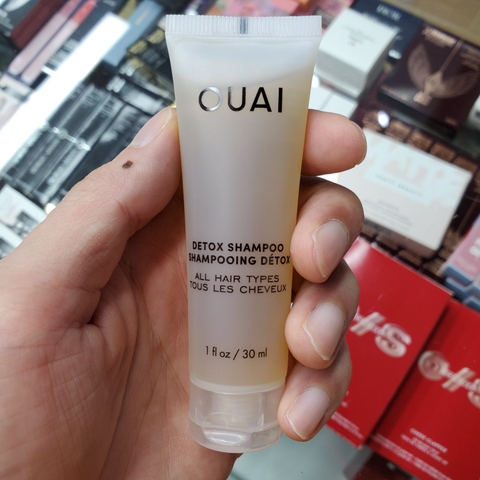 OUAI
DETOX SHAMPOO
SHAMPOOING DÉTOX
ALL HAIR TYPES
TOUS LES CHEVEUX
1 fl oz / 30 ml